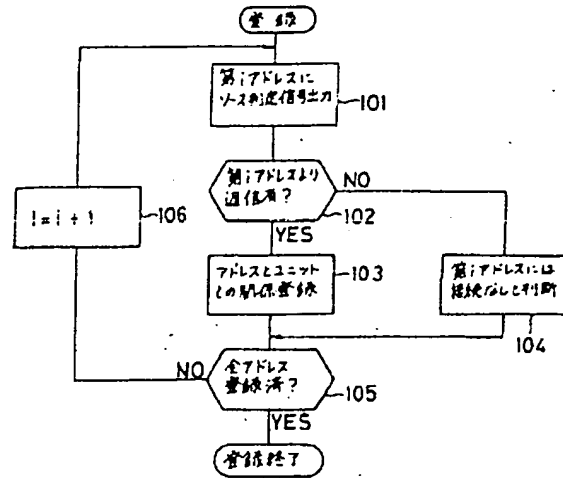 登録
第iアドレスに
ソース判定信号出力
101
第iアドレスより
返信有?
NO
102
YES
i=i+1
106
アドレスとユニット
との関係登録
103
第iアドレスには
接続なしと判断
104
NO
全アドレス
登録済?
105
YES
登録終了